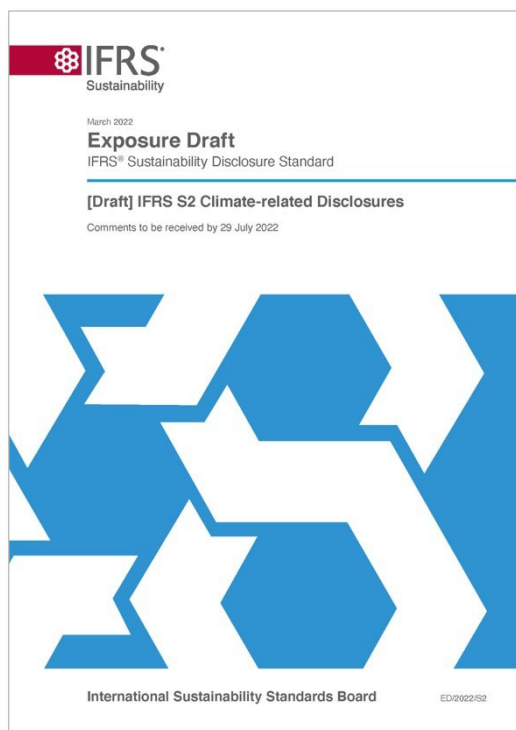 IFRS®
Sustainability
March 2022
Exposure Draft
IFRS® Sustainability Disclosure Standard
[Draft] IFRS S2 Climate-related Disclosures
Comments to be received by 29 July 2022
International Sustainability Standards Board
ED/2022/S2